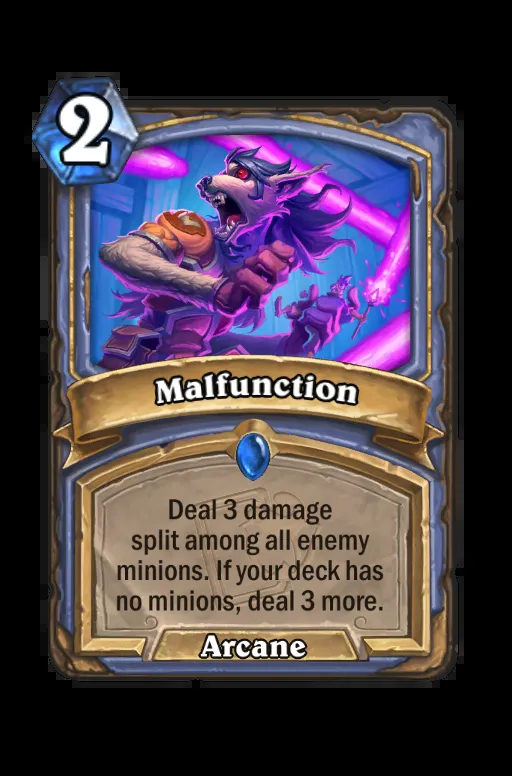 2
Malfunction
Deal 3 damage
split among all enemy
minions. If your deck has
no minions, deal 3 more.
Arcane